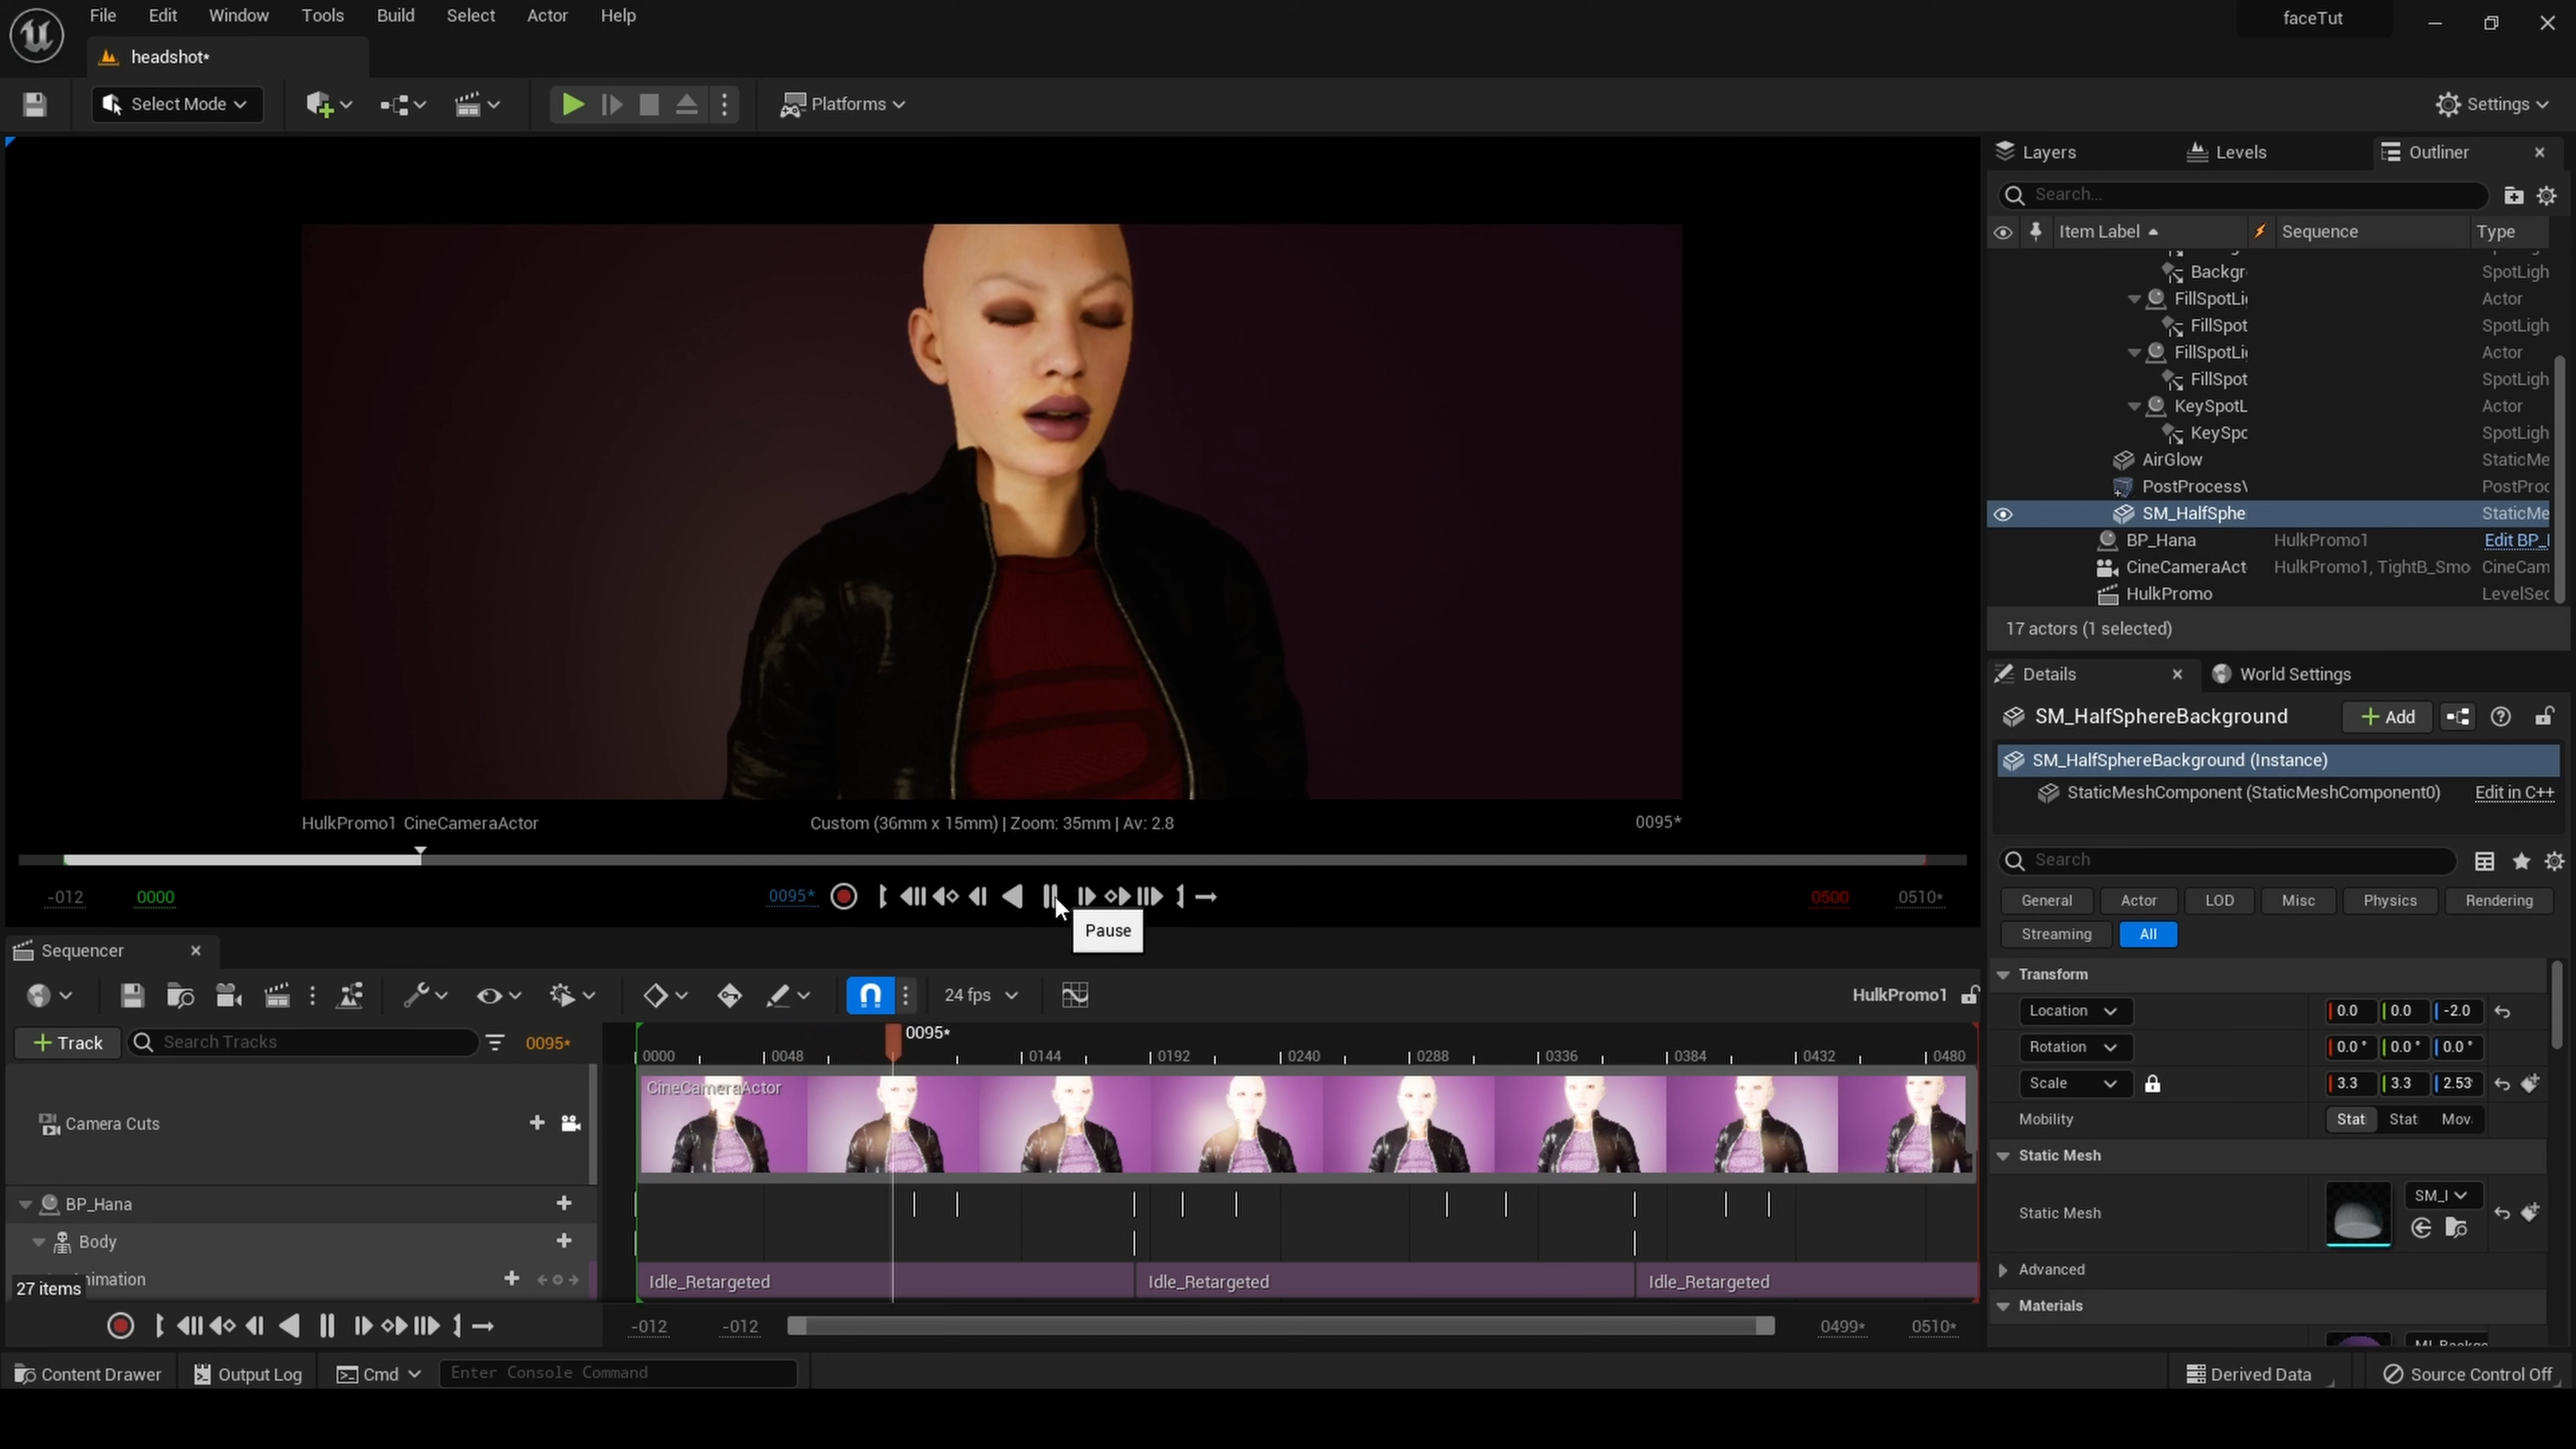 File Edit Window Tools Build Select Actor Help
faceTut
headshot*
Select Mode
Platforms
Settings
HulkPromo1 CineCameraActor
Custom (36mm x 15mm) | Zoom: 35mm | Av: 2.8
0095*
-012 0000 0095* 0500 0510*
Pause
Layers Levels Outliner
Search...
Item Label Sequence Type
Backgr SpotLigh
FillSpotLi Actor
FillSpot SpotLigh
FillSpotLi Actor
FillSpot SpotLigh
KeySpotL Actor
KeySpo SpotLigh
AirGlow StaticMe
PostProcessV PostProc
SM_HalfSphe StaticMe
BP_Hana HulkPromo1 Edit BP_
CineCameraAct HulkPromo1, TightB_Smo CineCam
HulkPromo LevelSec
17 actors (1 selected)
Details World Settings
SM_HalfSphereBackground
Add
SM_HalfSphereBackground (Instance)
StaticMeshComponent (StaticMeshComponent0) Edit in C++
Search
General Actor LOD Misc Physics Rendering
Streaming All
Transform
Location 0.0 0.0 -2.0
Rotation 0.0° 0.0° 0.0°
Scale 3.3 3.3 2.53
Mobility Stat Stat Mov
Static Mesh
Static Mesh SM_I
Advanced
Materials
Sequencer
24 fps
HulkPromo1
Track Search Tracks 0095*
0095*
0000 0048 0144 0192 0240 0288 0336 0384 0432 0480
CineCameraActor
Camera Cuts
BP_Hana
Body
nimation
27 items
Idle_Retargeted Idle_Retargeted Idle_Retargeted
-012 -012 0499* 0510*
Content Drawer Output Log Cmd Enter Console Command
Derived Data Source Control Off